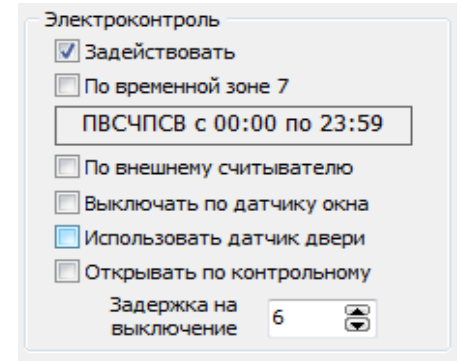 Электроконтроль
Задействовать
По временной зоне 7
ПВСЧПСВ с 00:00 по 23:59
По внешнему считывателю
Выключать по датчику окна
Использовать датчик двери
Открывать по контрольному
Задержка на
выключение
6